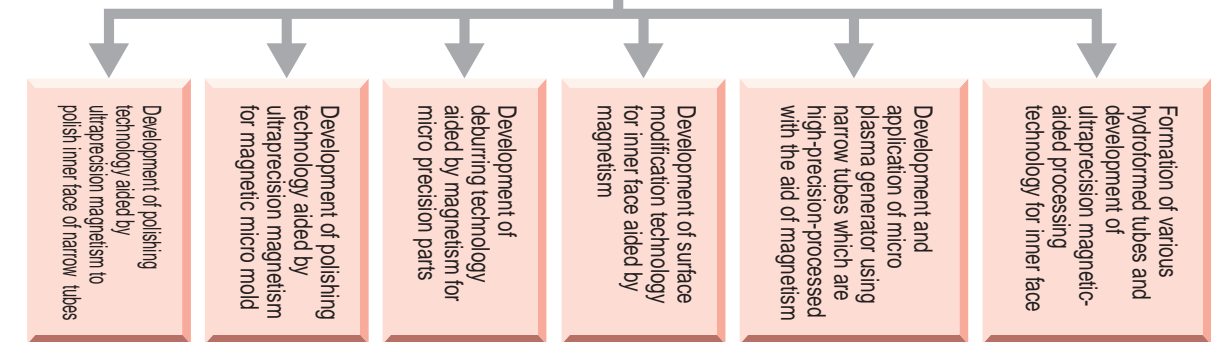 Development of polishing
technology aided by
ultraprecision magnetism to
polish inner face of narrow tubes
Development of polishing
technology aided by
ultraprecision magnetism
for magnetic micro mold
Development of
deburring technology
aided by magnetism for
micro precision parts
Development of surface
modification technology
for inner face aided by
magnetism
Development and
application of micro
plasma generator using
narrow tubes which are
high-precision-processed
with the aid of magnetism
Formation of various
hydroformed tubes and
development of
ultraprecision magnetic-
aided processing
technology for inner face